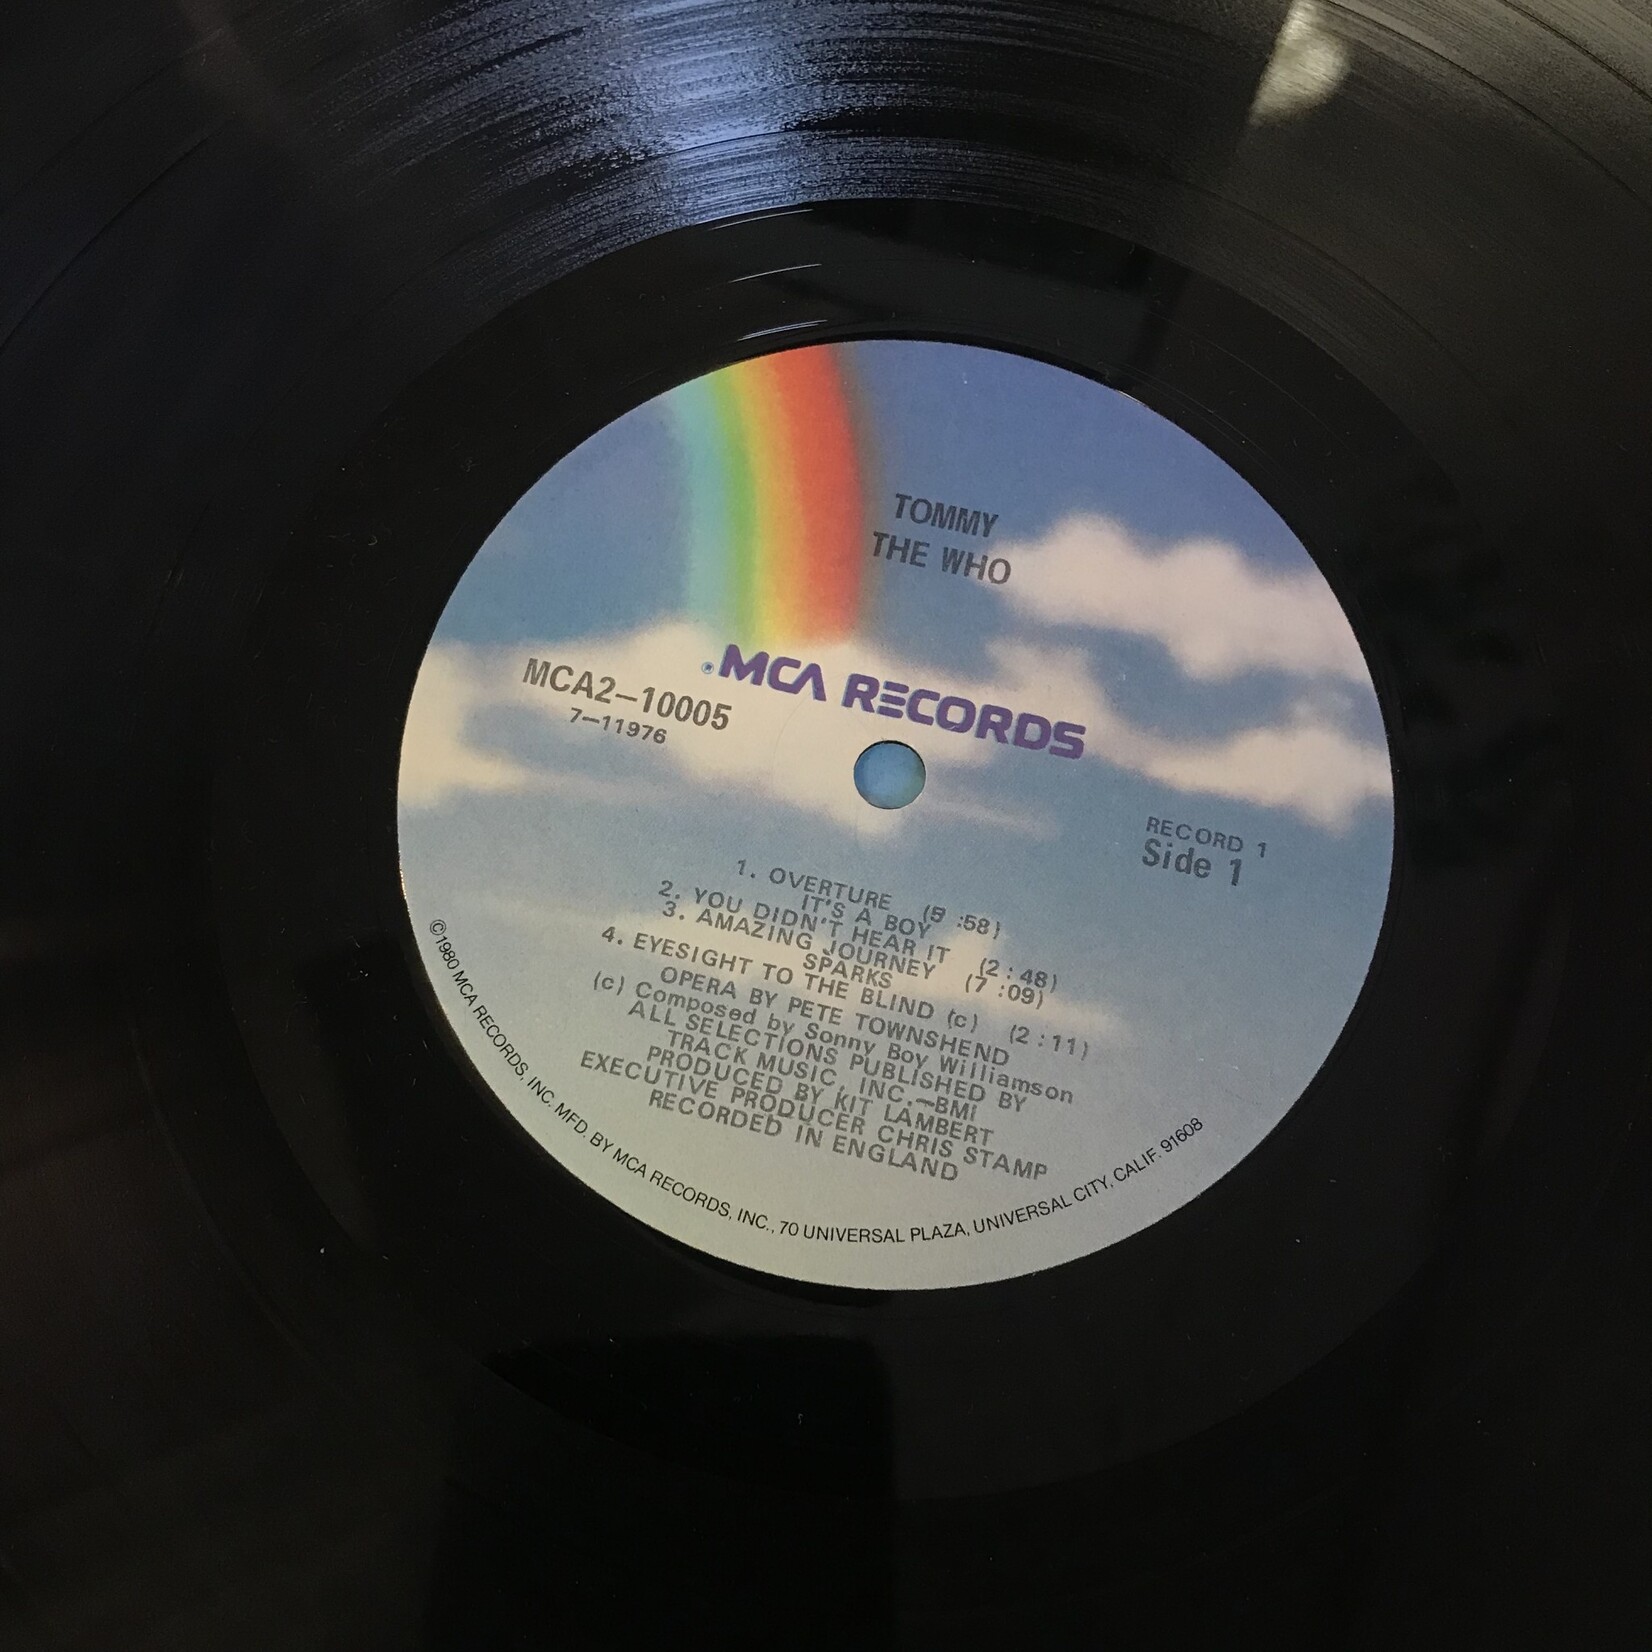 TOMMY
THE WHO
MCA RECORDS
MCA2-10005
7-11976
RECORD 1
Side 1
1. OVERTURE (5:58)
IT'S A BOY
2. YOU DIDN'T HEAR IT (2:48)
3. AMAZING JOURNEY (7:09)
SPARKS
4. EYESIGHT TO THE BLIND (c) (2:11)
OPERA BY PETE TOWNSHEND
(c) Composed by Sonny Boy Williamson
ALL SELECTIONS PUBLISHED BY
TRACK MUSIC, INC.-BMI
PRODUCED BY KIT LAMBERT
EXECUTIVE PRODUCER CHRIS STAMP
RECORDED IN ENGLAND
©1980 MCA RECORDS, INC. MFD. BY MCA RECORDS, INC., 70 UNIVERSAL PLAZA, UNIVERSAL CITY, CALIF. 91608